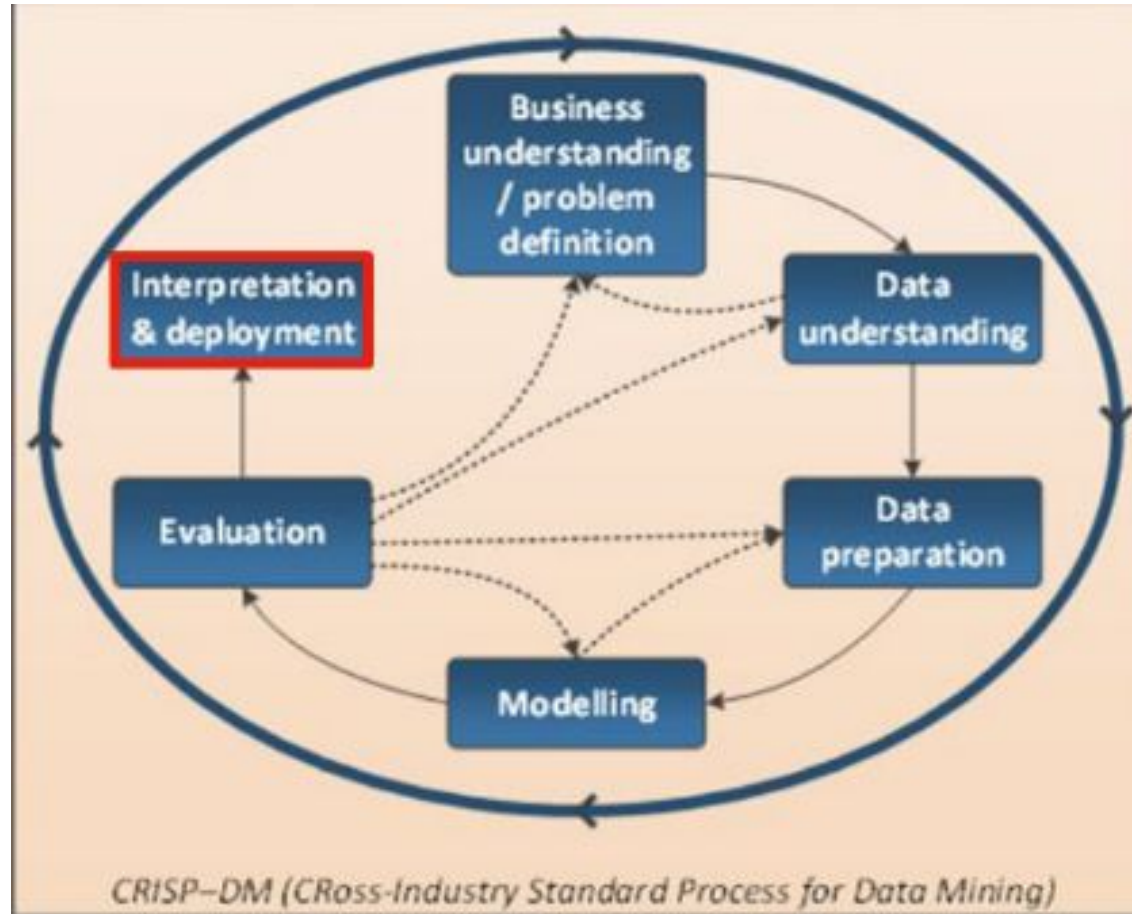 Business
understanding
/ problem
definition
Interpretation
& deployment
Data
understanding
Evaluation
Data
preparation
Modelling
CRISP–DM (CRoss-Industry Standard Process for Data Mining)